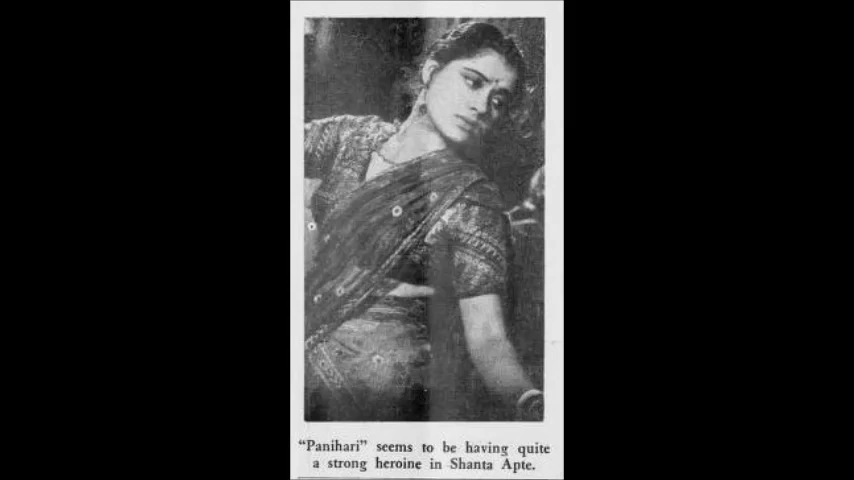 “Panihari” seems to be having quite
a strong heroine in Shanta Apte.